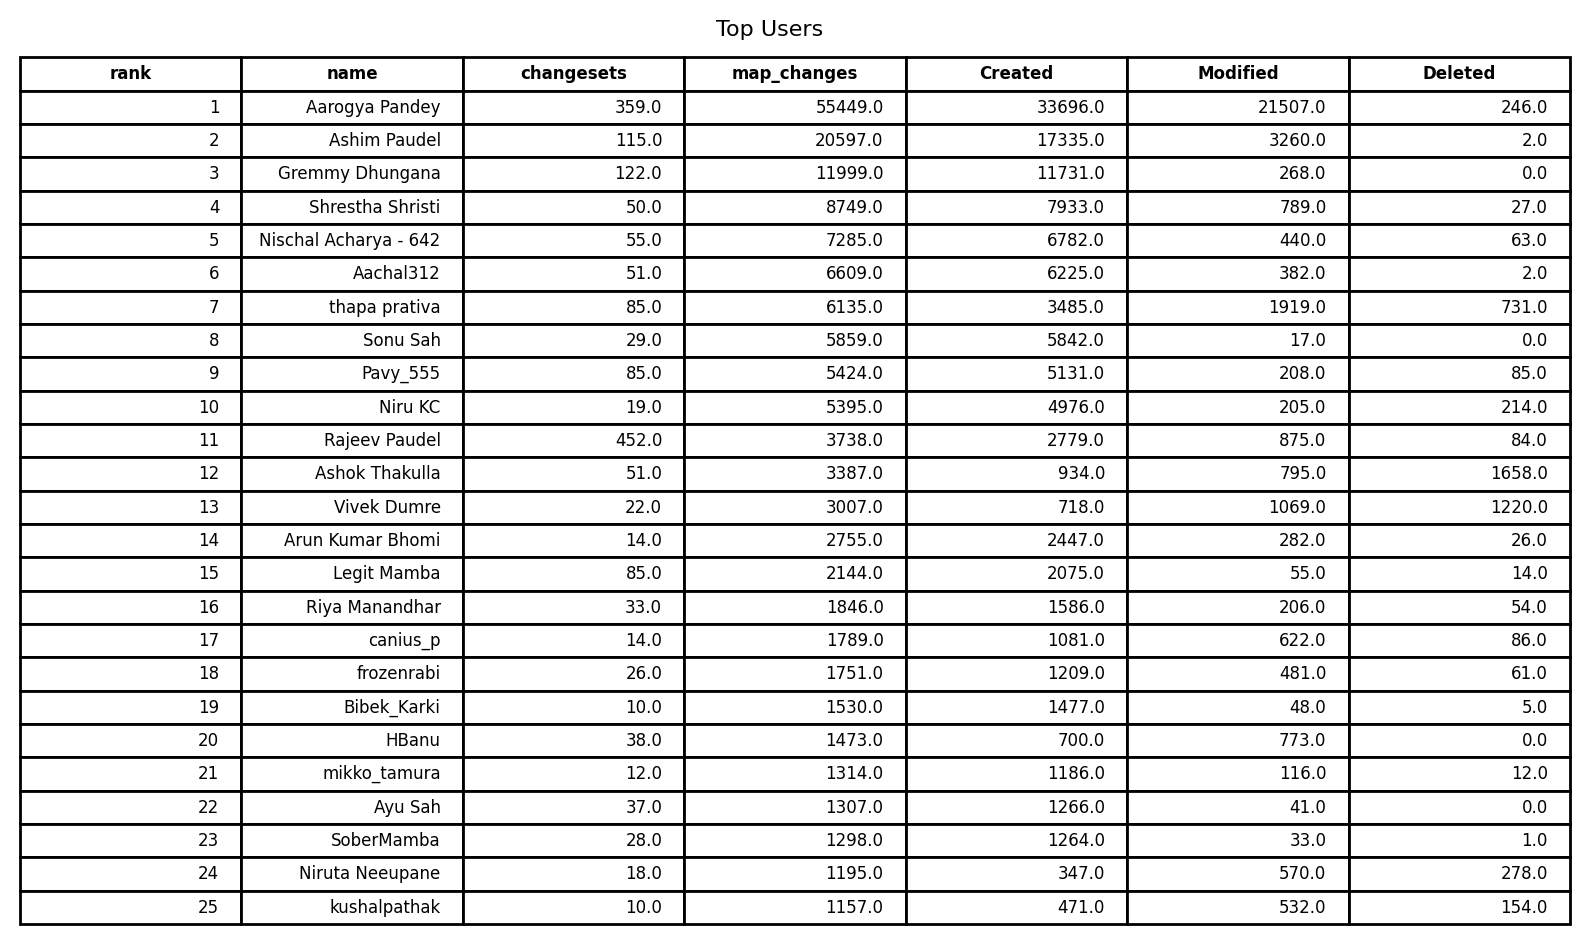 Top Users
rank name changesets map_changes Created Modified Deleted
1 Aarogya Pandey 359.0 55449.0 33696.0 21507.0 246.0
2 Ashim Paudel 115.0 20597.0 17335.0 3260.0 2.0
3 Gremmy Dhungana 122.0 11999.0 11731.0 268.0 0.0
4 Shrestha Shristi 50.0 8749.0 7933.0 789.0 27.0
5 Nischal Acharya - 642 55.0 7285.0 6782.0 440.0 63.0
6 Aachal312 51.0 6609.0 6225.0 382.0 2.0
7 thapa prativa 85.0 6135.0 3485.0 1919.0 731.0
8 Sonu Sah 29.0 5859.0 5842.0 17.0 0.0
9 Pavy_555 85.0 5424.0 5131.0 208.0 85.0
10 Niru KC 19.0 5395.0 4976.0 205.0 214.0
11 Rajeev Paudel 452.0 3738.0 2779.0 875.0 84.0
12 Ashok Thakulla 51.0 3387.0 934.0 795.0 1658.0
13 Vivek Dumre 22.0 3007.0 718.0 1069.0 1220.0
14 Arun Kumar Bhomi 14.0 2755.0 2447.0 282.0 26.0
15 Legit Mamba 85.0 2144.0 2075.0 55.0 14.0
16 Riya Manandhar 33.0 1846.0 1586.0 206.0 54.0
17 canius_p 14.0 1789.0 1081.0 622.0 86.0
18 frozenrabi 26.0 1751.0 1209.0 481.0 61.0
19 Bibek_Karki 10.0 1530.0 1477.0 48.0 5.0
20 HBanu 38.0 1473.0 700.0 773.0 0.0
21 mikko_tamura 12.0 1314.0 1186.0 116.0 12.0
22 Ayu Sah 37.0 1307.0 1266.0 41.0 0.0
23 SoberMamba 28.0 1298.0 1264.0 33.0 1.0
24 Niruta Neeupane 18.0 1195.0 347.0 570.0 278.0
25 kushalpathak 10.0 1157.0 471.0 532.0 154.0